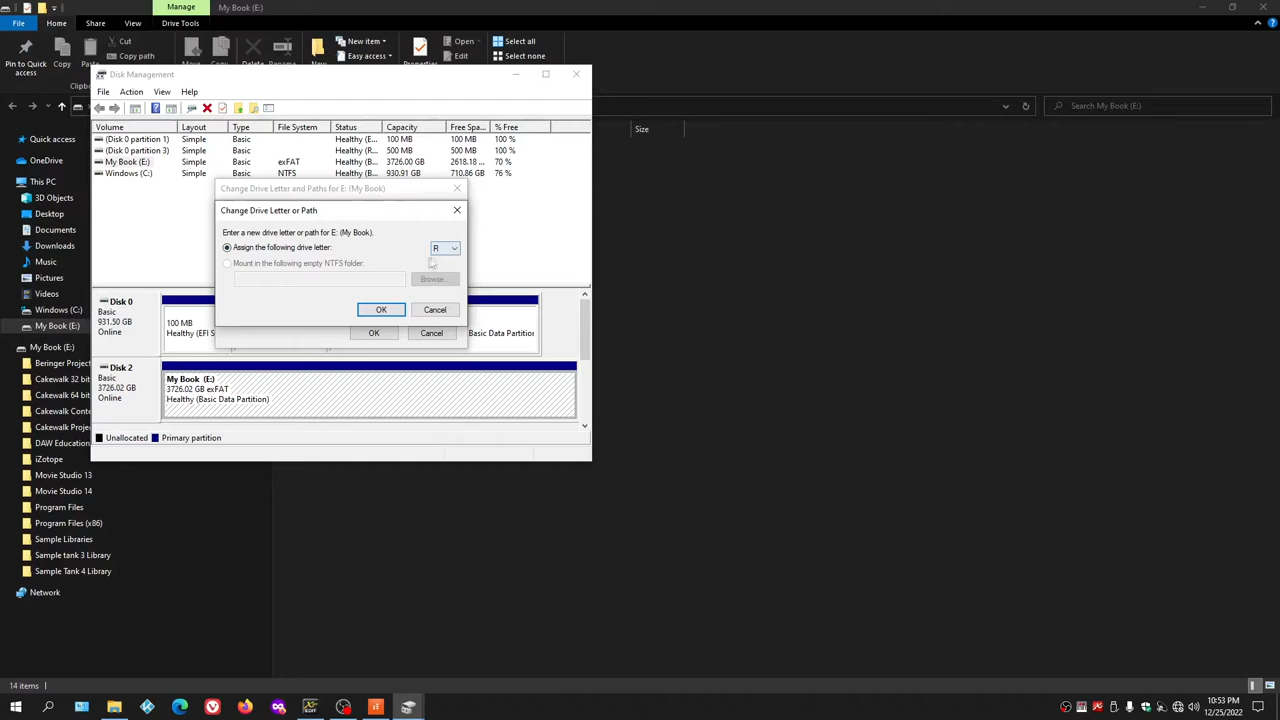 Manage
My Book (E:)
File
Home
Share
View
Drive Tools
Pin to Quick access
Copy
Paste
Cut
Copy path
Move
Copy
Delete
Rename
New item
Easy access
Properties
Open
Edit
Select all
Select none
Clipb
Search My Book (E:)
Size
Quick access
OneDrive
This PC
3D Objects
Desktop
Documents
Downloads
Music
Pictures
Videos
Windows (C:)
My Book (E:)
My Book (E:)
Beringer Project
Cakewalk 32 bit
Cakewalk 64 bit
Cakewalk Conte
Cakewalk Projec
DAW Education
iZotope
Movie Studio 13
Movie Studio 14
Program Files
Program Files (x86)
Sample Libraries
Sample tank 3 Library
Sample Tank 4 Library
Network
14 items
Disk Management
File Action View Help
Volume Layout Type File System Status Capacity Free Spa... % Free
(Disk 0 partition 1) Simple Basic Healthy (E... 100 MB 100 MB 100 %
(Disk 0 partition 3) Simple Basic Healthy (R... 500 MB 500 MB 100 %
My Book (E:) Simple Basic exFAT Healthy (B... 3726.00 GB 2618.18 ... 70 %
Windows (C:) Simple Basic NTFS Healthy (B... 930.91 GB 710.86 GB 76 %
Change Drive Letter and Paths for E: (My Book)
Change Drive Letter or Path
Enter a new drive letter or path for E: (My Book).
Assign the following drive letter:
R
Mount in the following empty NTFS folder:
Browse...
OK
Cancel
OK
Cancel
Disk 0
Basic
931.50 GB
Online
100 MB
Healthy (EFI S
Basic Data Partition)
Disk 2
Basic
3726.02 GB
Online
My Book (E:)
3726.02 GB exFAT
Healthy (Basic Data Partition)
Unallocated
Primary partition
10:53 PM
12/25/2022